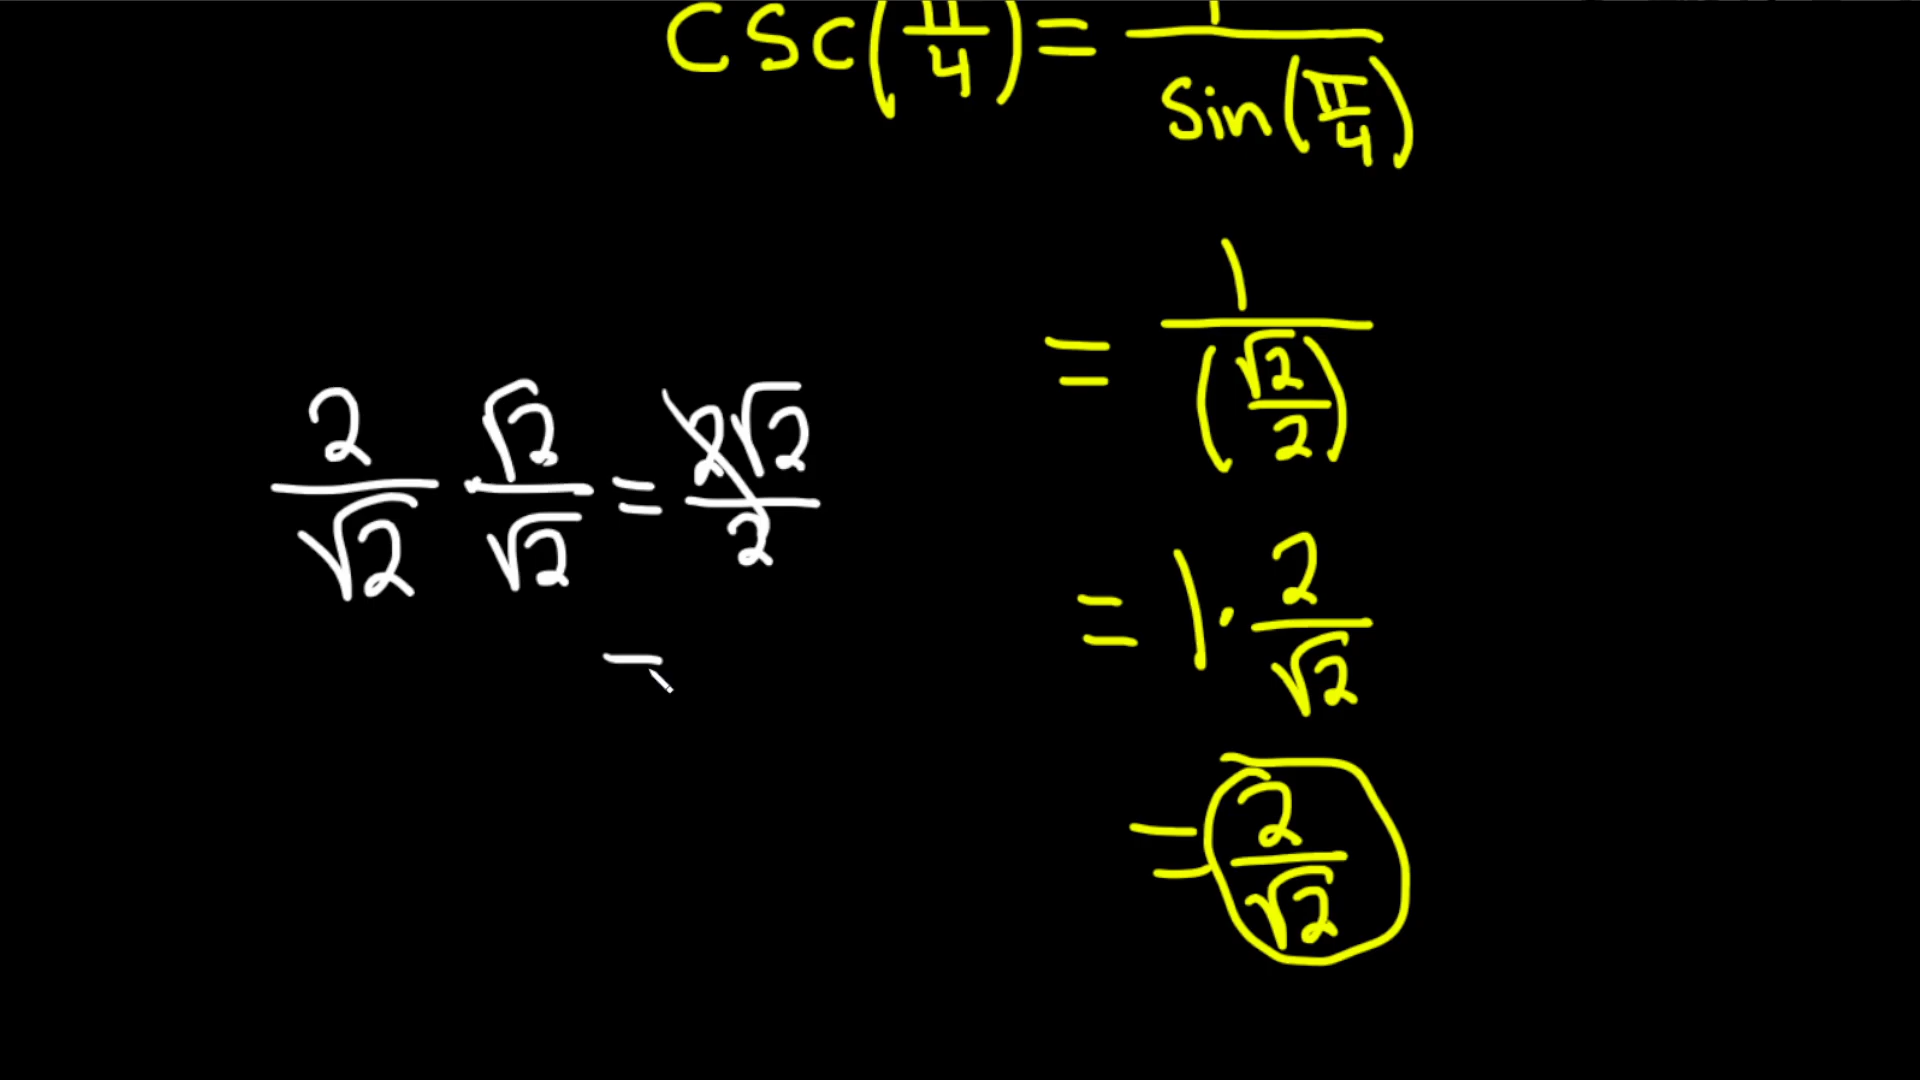 csc(π/4) = 1/sin(π/4)
= 1/(√2/2)
2/√2 · √2/√2 = 2√2/2
= 1 · 2/√2
=
= 2/√2